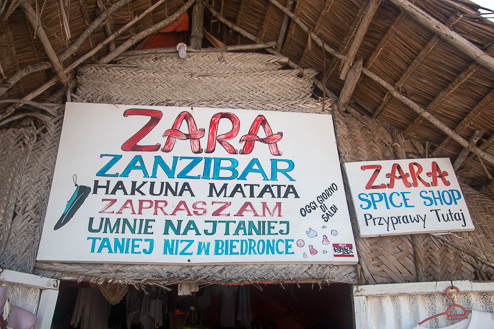 ZARA
ZANZIBAR
HAKUNA MATATA
ZAPRASZAM
UMNIE NAJTANIEJ
TANIEJ NIZ W BIEDRONCE
OGGI GIORNO
DI
SALDI
ZARA
SPICE SHOP
Przyprawy Tutaj